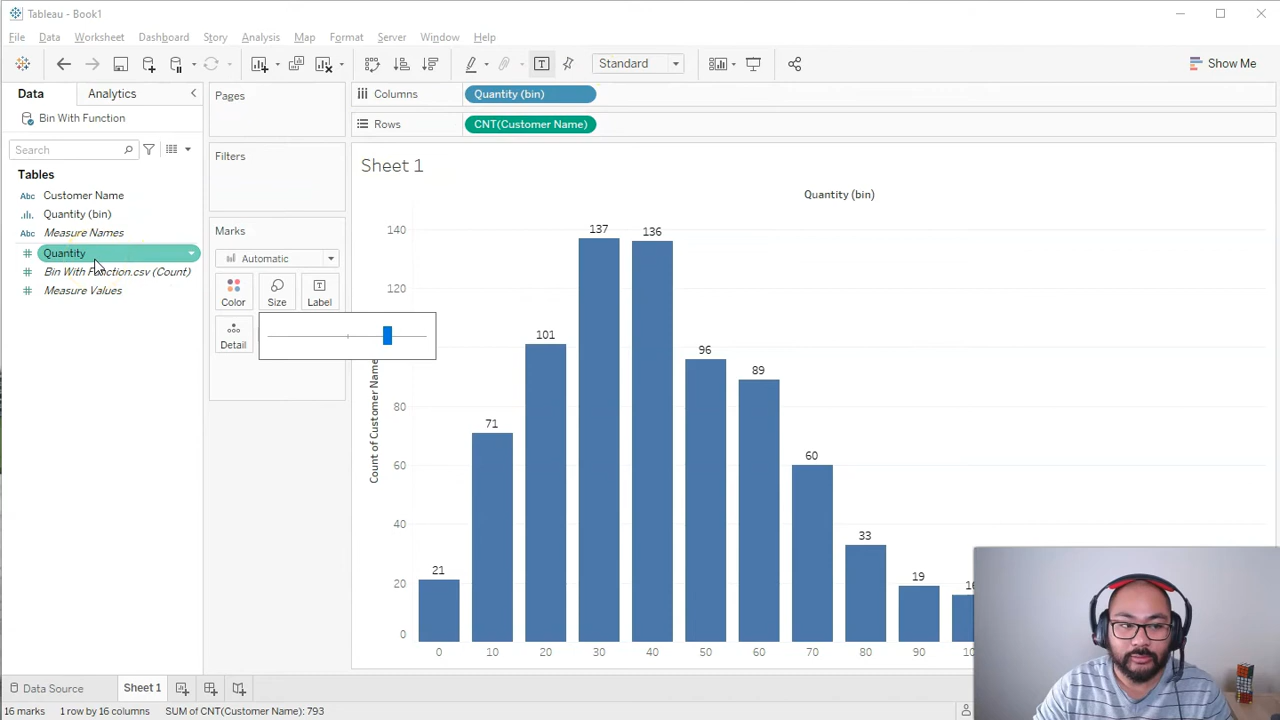 Tableau - Book1
File Data Worksheet Dashboard Story Analysis Map Format Server Window Help
Standard
Show Me
Data Analytics
Pages
Columns Quantity (bin)
Bin With Function
Rows CNT(Customer Name)
Search
Filters
Sheet 1
Tables
Abc Customer Name
Quantity (bin)
Quantity (bin)
Abc Measure Names
Marks
Quantity
Automatic
Bin With Function.csv (Count)
Measure Values
Color Size Label
Detail
Count of Customer Name
140
120
80
60
40
20
0
21 71 101 137 136 96 89 60 33 19
0 10 20 30 40 50 60 70 80 90
Data Source Sheet 1
16 marks 1 row by 16 columns SUM of CNT(Customer Name): 793